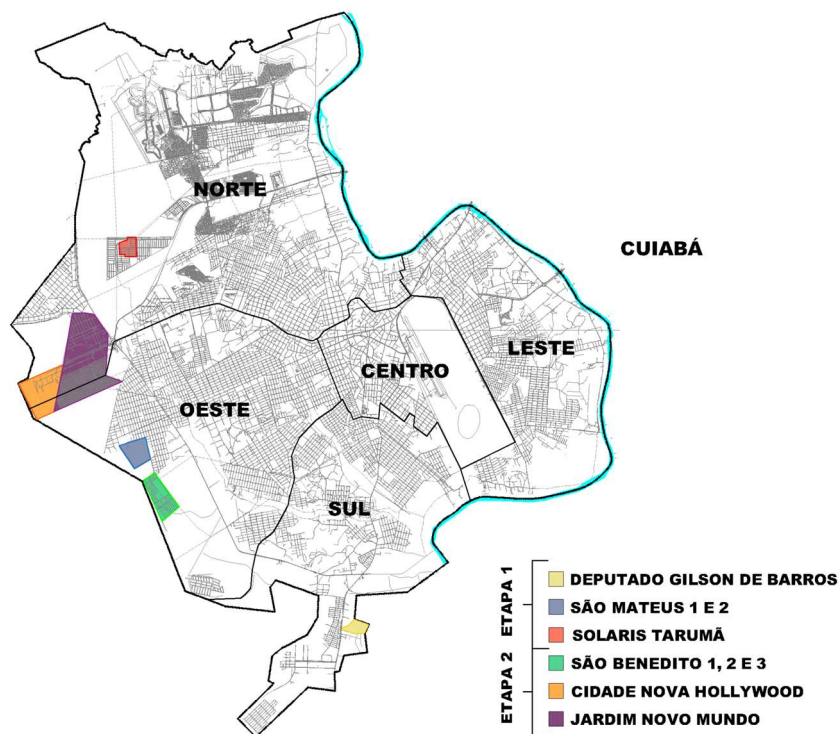 NORTE
CUIABÁ
LESTE
CENTRO
OESTE
SUL
ETAPA 1
DEPUTADO GILSON DE BARROS
SÃO MATEUS 1 E 2
SOLARIS TARUMÃ
ETAPA 2
SÃO BENEDITO 1, 2 E 3
CIDADE NOVA HOLLYWOOD
JARDIM NOVO MUNDO